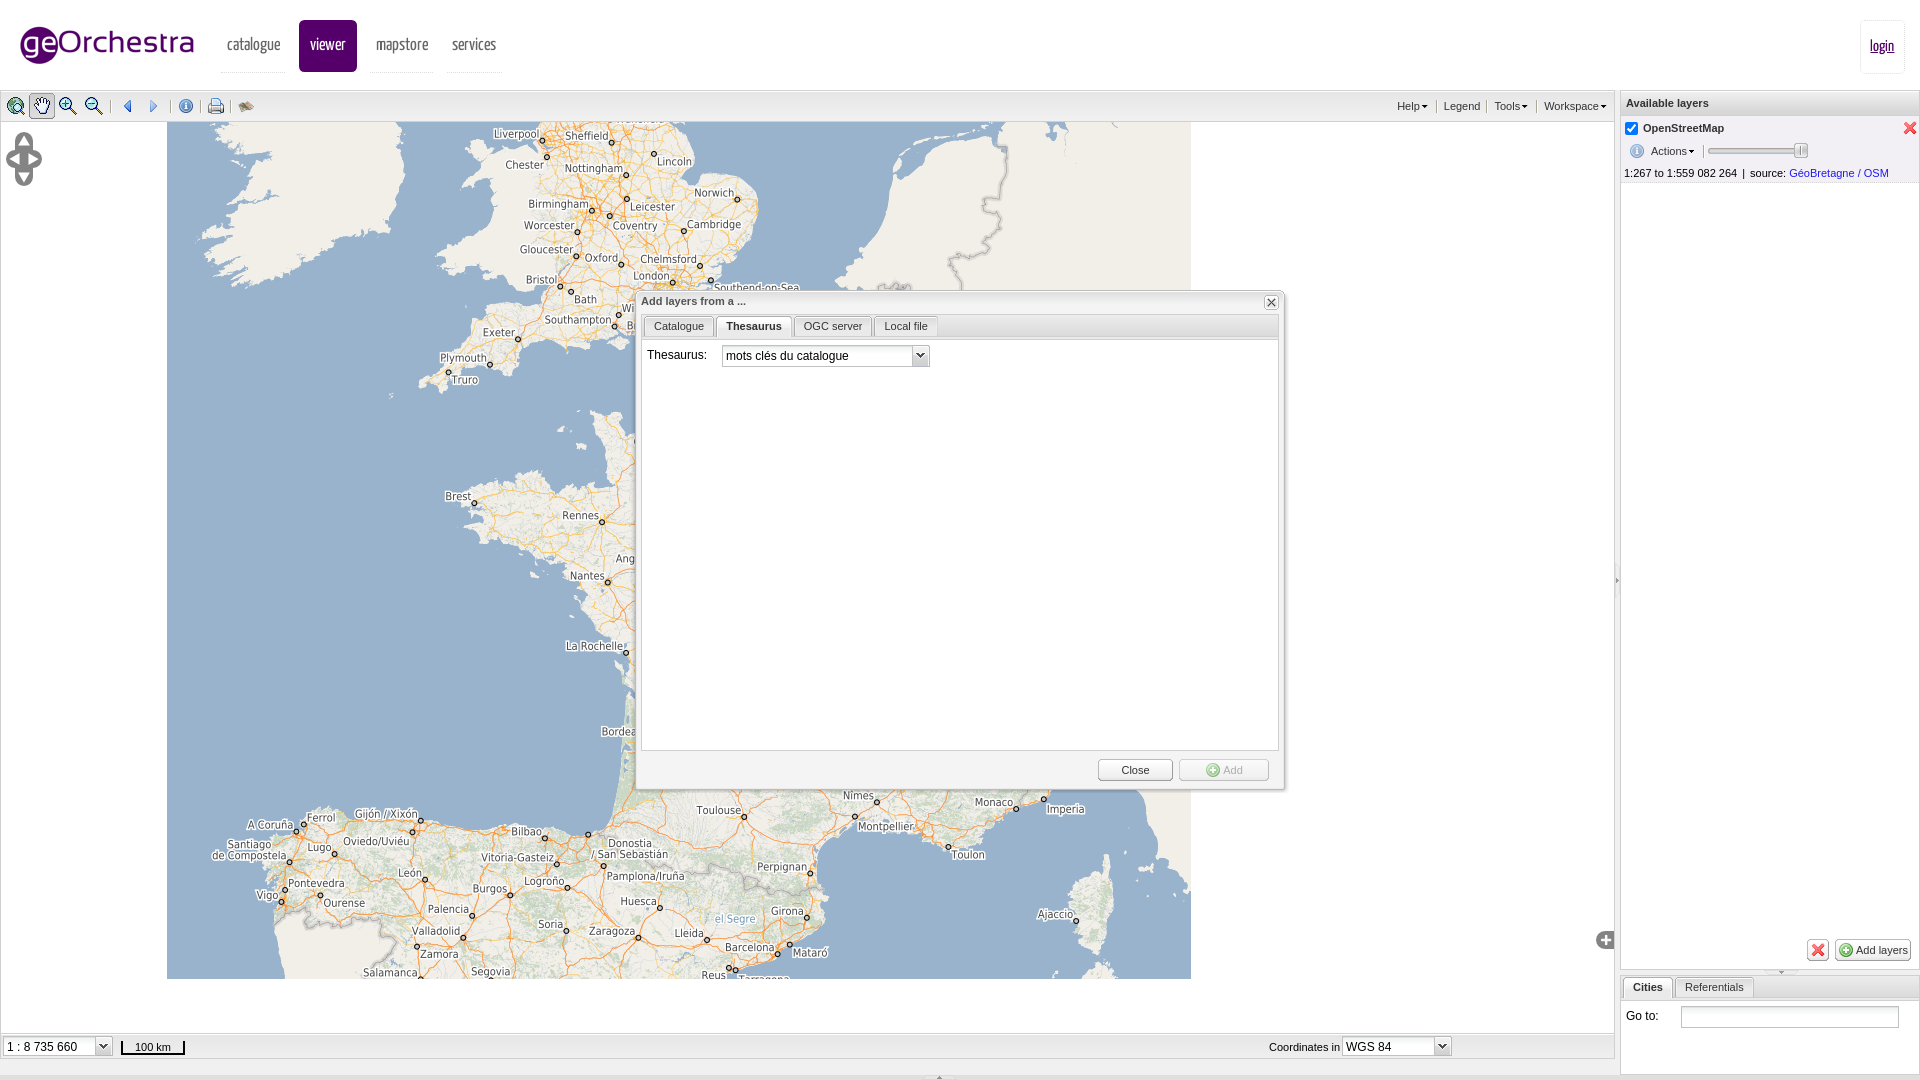 geOrchestra
catalogue
viewer
mapstore
services
login
Help
Legend
Tools
Workspace
Available layers
OpenStreetMap
Actions
1:267 to 1:559 082 264 | source: GéoBretagne / OSM
Liverpool
Sheffield
Chester
Lincoln
Nottingham
Norwich
Birmingham
Leicester
Worcester
Coventry
Cambridge
Gloucester
Oxford
Chelmsford
London
Bristol
Southend-on-Sea
Bath
Southampton
Exeter
Plymouth
Truro
Add layers from a ...
Catalogue
Thesaurus
OGC server
Local file
Thesaurus:
mots clés du catalogue
Close
Add
Brest
Rennes
Ang
Nantes
La Rochelle
Bordea
Nîmes
Monaco
Imperia
Toulouse
Montpellier
Toulon
A Coruña
Ferrol
Gijón / Xixón
Bilbao
Donostia
/ San Sebastián
Santiago
de Compostela
Lugo
Oviedo/Uviéu
Vitoria-Gasteiz
Perpignan
León
Logroño
Pamplona/Iruña
Pontevedra
Burgos
Vigo
Ourense
Palencia
Huesca
el Segre
Girona
Ajaccio
Valladolid
Soria
Zaragoza
Lleida
Barcelona
Mataró
Zamora
Salamanca
Segovia
Reus
Tarragona
Add layers
Cities
Referentials
Go to:
1 : 8 735 660
100 km
Coordinates in
WGS 84